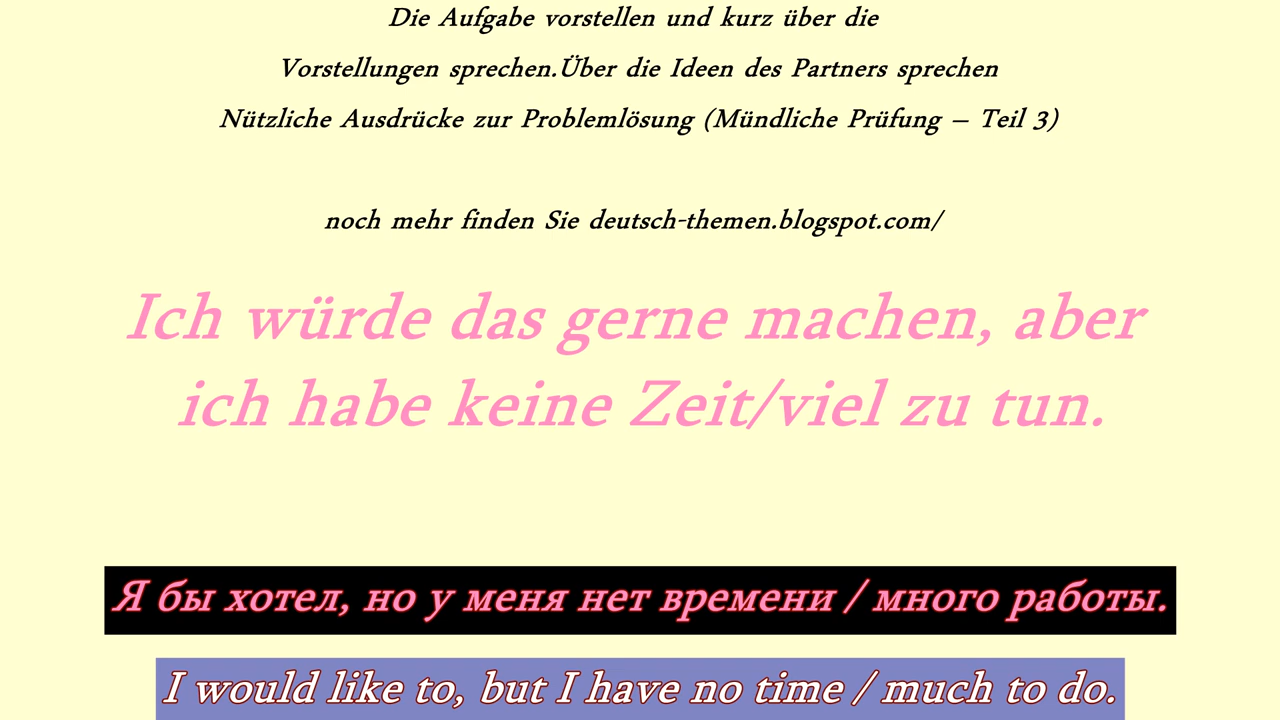 Die Aufgabe vorstellen und kurz über die
Vorstellungen sprechen.Über die Ideen des Partners sprechen
Nützliche Ausdrücke zur Problemlösung (Mündliche Prüfung – Teil 3)
noch mehr finden Sie deutsch-themen.blogspot.com/
Ich würde das gerne machen, aber
ich habe keine Zeit/viel zu tun.
Я бы хотел, но у меня нет времени / много работы.
I would like to, but I have no time / much to do.